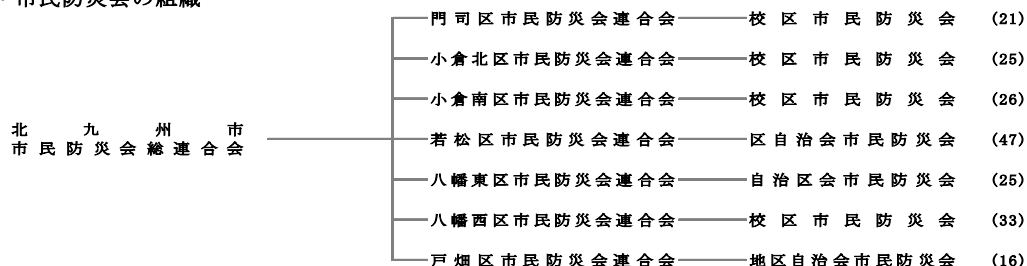 市民防災会の組織
門司区市民防災会連合会 校区市民防災会 (21)
小倉北区市民防災会連合会 校区市民防災会 (25)
小倉南区市民防災会連合会 校区市民防災会 (26)
北九州市
市民防災会総連合会
若松区市民防災会連合会 区自治会市民防災会 (47)
八幡東区市民防災会連合会 自治区会市民防災会 (25)
八幡西区市民防災会連合会 校区市民防災会 (33)
戸畑区市民防災会連合会 地区自治会市民防災会 (16)